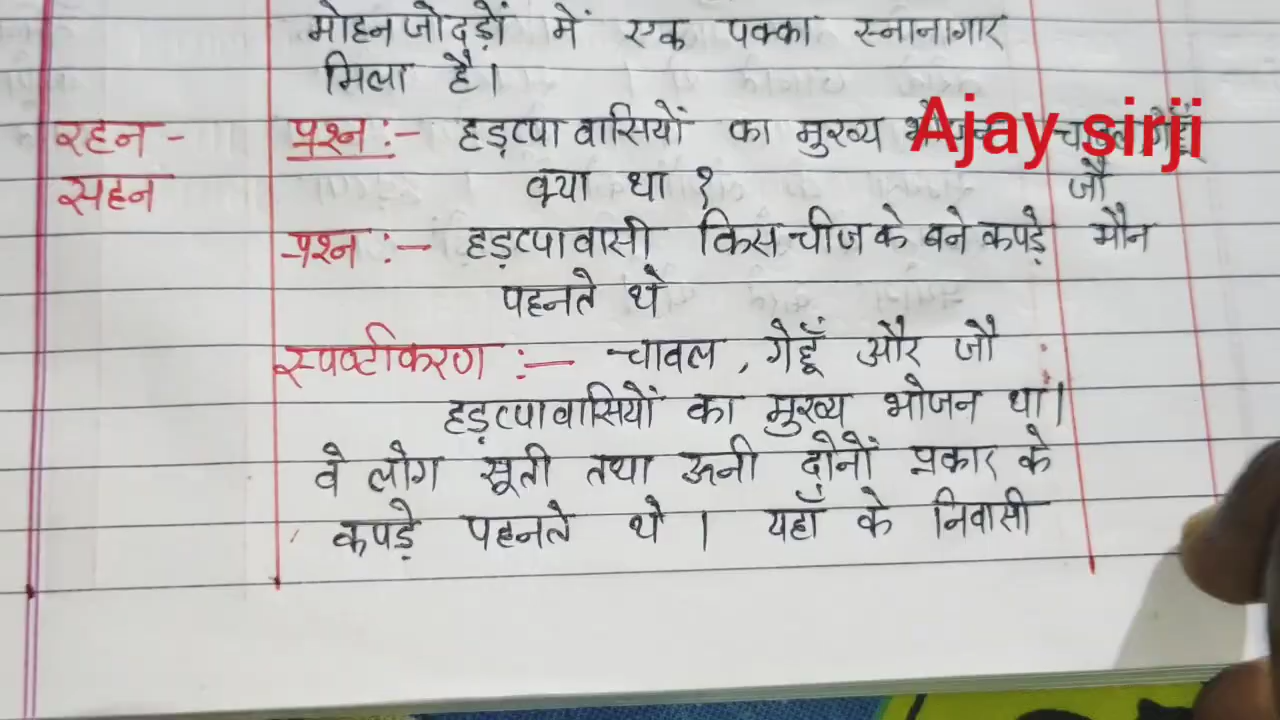 मोहनजोदड़ों में एक पक्का स्नानागार
मिला है।
रहन - प्रश्न :- हड़प्पा वासियों का मुख्य
Ajay sirji
सहन क्या था ? जौ
प्रश्न :- हड़प्पावासी किस चीज के बने कपड़े मौन
पहनते थे
स्पष्टीकरण :- चावल , गेहूँ और जौ
हड़प्पावासियों का मुख्य भोजन था।
वे लोग सूती तथा ऊनी दोनों प्रकार के
कपड़े पहनते थे । यहाँ के निवासी